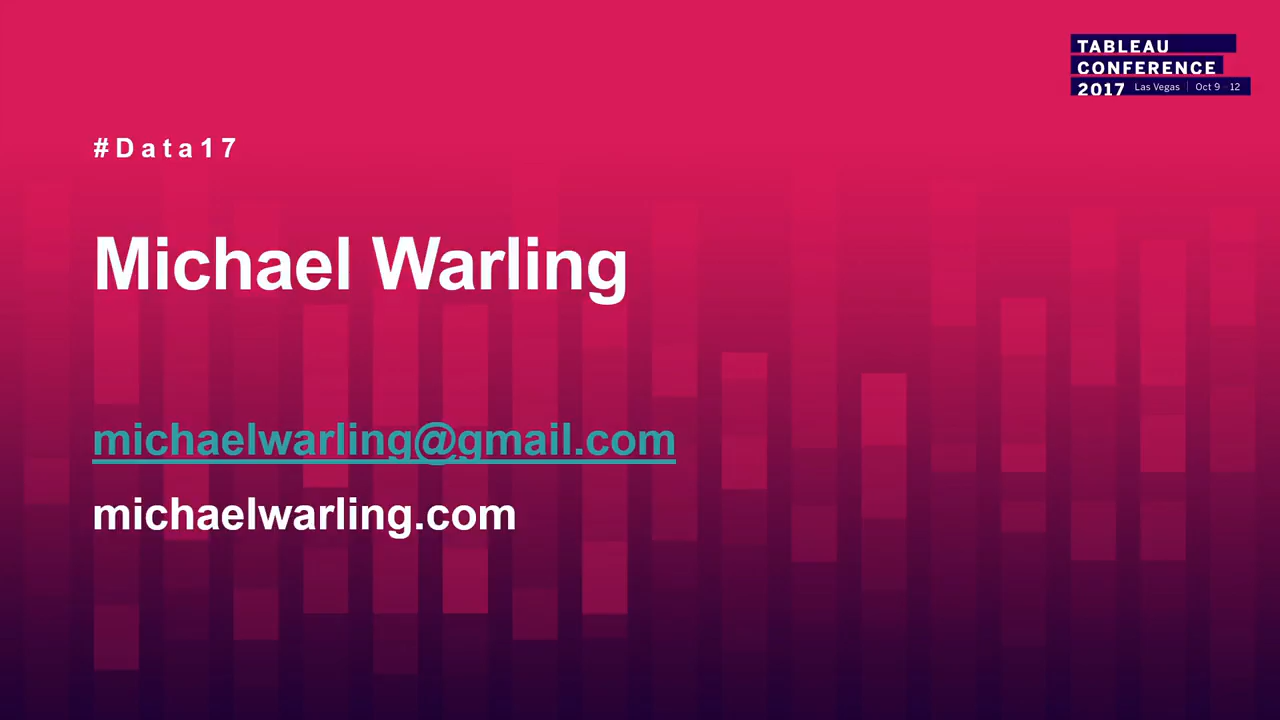 TABLEAU
CONFERENCE
2017 Las Vegas | Oct 9 - 12
#Data17
Michael Warling
michaelwarling@gmail.com
michaelwarling.com